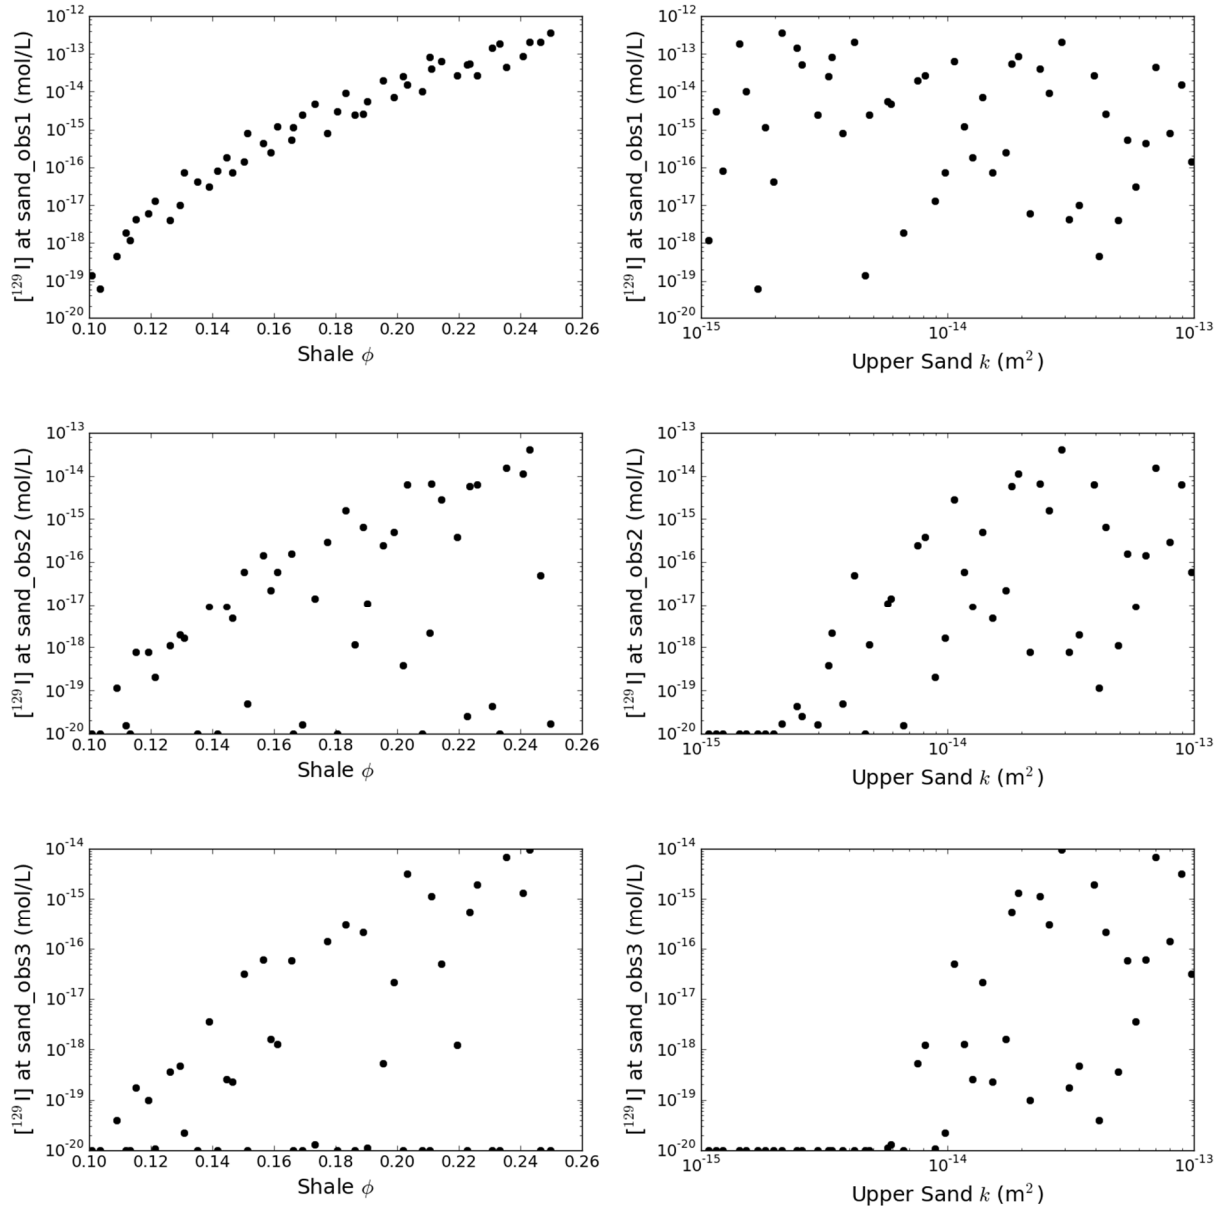 10⁻¹²
10⁻¹³
10⁻¹⁴
10⁻¹⁵
10⁻¹⁶
10⁻¹⁷
10⁻¹⁸
10⁻¹⁹
10⁻²⁰
[¹²⁹I] at sand_obs1 (mol/L)
0.10 0.12 0.14 0.16 0.18 0.20 0.22 0.24 0.26
Shale ϕ
10⁻¹²
10⁻¹³
10⁻¹⁴
10⁻¹⁵
10⁻¹⁶
10⁻¹⁷
10⁻¹⁸
10⁻¹⁹
10⁻²⁰
[¹²⁹I] at sand_obs1 (mol/L)
10⁻¹⁵ 10⁻¹⁴ 10⁻¹³
Upper Sand k (m²)
10⁻¹³
10⁻¹⁴
10⁻¹⁵
10⁻¹⁶
10⁻¹⁷
10⁻¹⁸
10⁻¹⁹
10⁻²⁰
[¹²⁹I] at sand_obs2 (mol/L)
0.10 0.12 0.14 0.16 0.18 0.20 0.22 0.24 0.26
Shale ϕ
10⁻¹³
10⁻¹⁴
10⁻¹⁵
10⁻¹⁶
10⁻¹⁷
10⁻¹⁸
10⁻¹⁹
10⁻²⁰
[¹²⁹I] at sand_obs2 (mol/L)
10⁻¹⁵ 10⁻¹⁴ 10⁻¹³
Upper Sand k (m²)
10⁻¹⁴
10⁻¹⁵
10⁻¹⁶
10⁻¹⁷
10⁻¹⁸
10⁻¹⁹
10⁻²⁰
[¹²⁹I] at sand_obs3 (mol/L)
0.10 0.12 0.14 0.16 0.18 0.20 0.22 0.24 0.26
Shale ϕ
10⁻¹⁴
10⁻¹⁵
10⁻¹⁶
10⁻¹⁷
10⁻¹⁸
10⁻¹⁹
10⁻²⁰
[¹²⁹I] at sand_obs3 (mol/L)
10⁻¹⁵ 10⁻¹⁴ 10⁻¹³
Upper Sand k (m²)